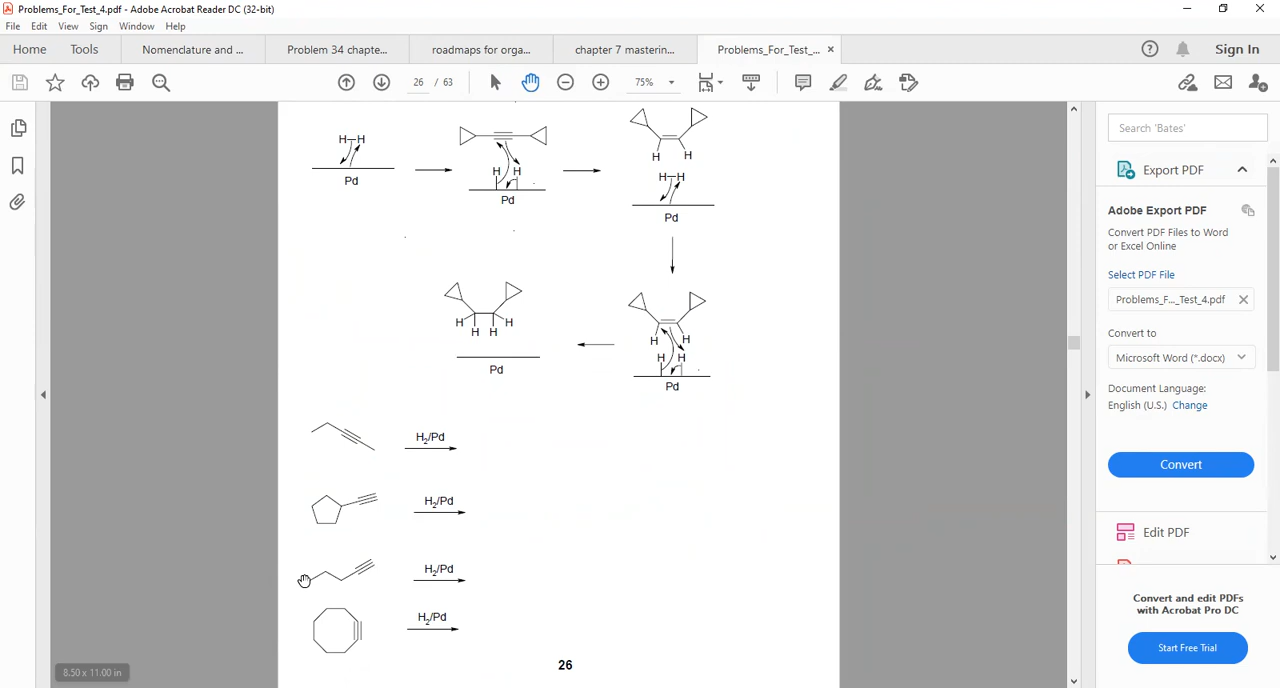 Problems_For_Test_4.pdf - Adobe Acrobat Reader DC (32-bit)
File Edit View Sign Window Help
Home Tools Nomenclature and ... Problem 34 chapte... roadmaps for orga... chapter 7 masterin... Problems_For_Test_... × Sign In
26 / 63 75%
Search 'Bates'
Export PDF
Adobe Export PDF
Convert PDF Files to Word
or Excel Online
Select PDF File
Problems_F..._Test_4.pdf
Convert to
Microsoft Word (*.docx)
Document Language:
English (U.S.) Change
Convert
Edit PDF
Convert and edit PDFs
with Acrobat Pro DC
Start Free Trial
H-H
Pd
H H
Pd
H H
H-H
Pd
H H H H
Pd
H H
H H
Pd
H₂/Pd
H₂/Pd
H₂/Pd
H₂/Pd
26
8.50 x 11.00 in